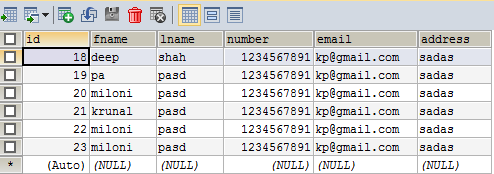 id fname lname number email address
18 deep shah 1234567891 kp@gmail.com sadas
19 pa pasd 1234567891 kp@gmail.com sadas
20 miloni pasd 1234567891 kp@gmail.com sadas
21 krunal pasd 1234567891 kp@gmail.com sadas
22 miloni pasd 1234567891 kp@gmail.com sadas
23 miloni pasd 1234567891 kp@gmail.com sadas
* (Auto) (NULL) (NULL) (NULL) (NULL) (NULL)